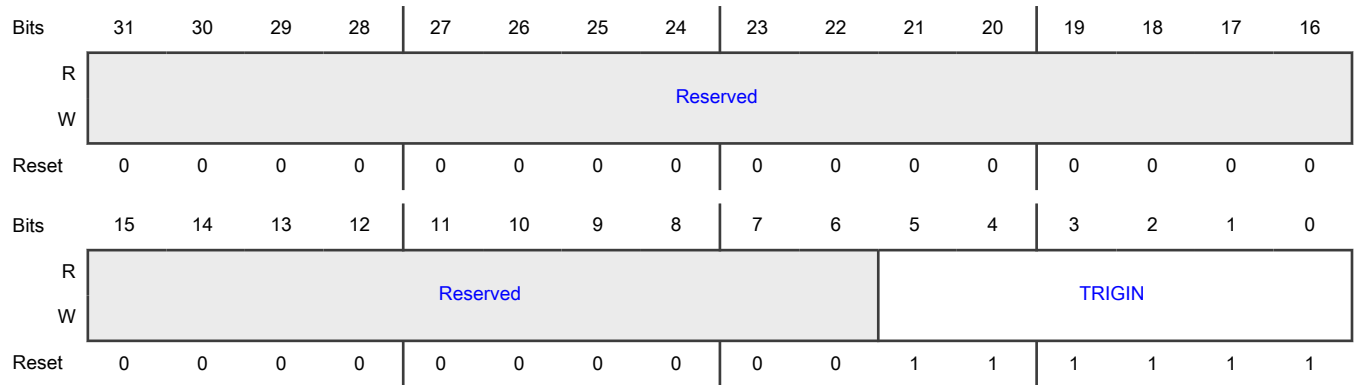 Bits 31 30 29 28 27 26 25 24 23 22 21 20 19 18 17 16
R
Reserved
W
Reset 0 0 0 0 0 0 0 0 0 0 0 0 0 0 0 0
Bits 15 14 13 12 11 10 9 8 7 6 5 4 3 2 1 0
R
Reserved TRIGIN
W
Reset 0 0 0 0 0 0 0 0 0 0 1 1 1 1 1 1